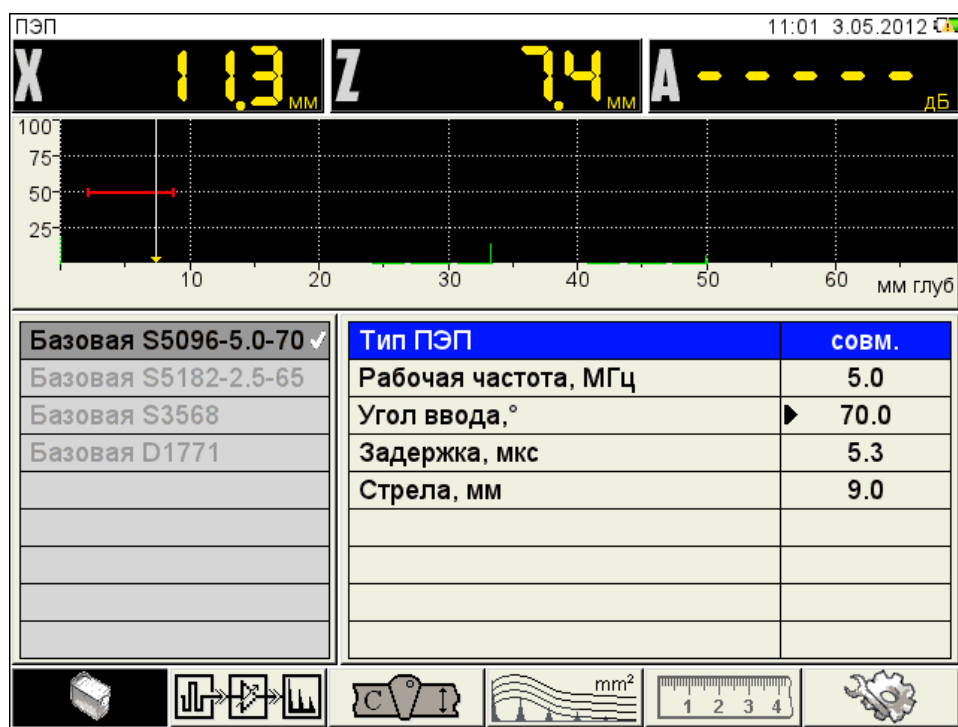 ПЭП 11:01 3.05.2012
X 11.3 мм Z 7.4 мм A - - - - - дБ
100
75
50
25
10 20 30 40 50 60 мм глуб
Базовая S5096-5.0-70 Тип ПЭП совм.
Базовая S5182-2.5-65 Рабочая частота, МГц 5.0
Базовая S3568 Угол ввода,° 70.0
Базовая D1771 Задержка, мкс 5.3
Стрела, мм 9.0
C mm² 1 2 3 4